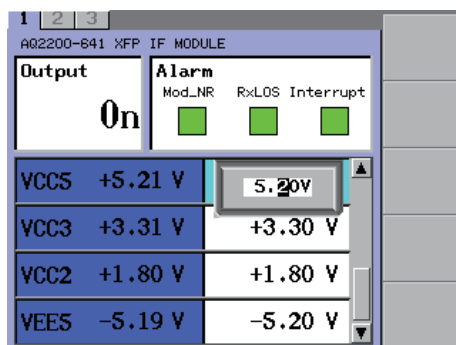 1 2 3
AQ2200-641 XFP IF MODULE
Output Alarm
On Mod_NR RxLOS Interrupt
VCC5 +5.21 V 5.20V
VCC3 +3.31 V +3.30 V
VCC2 +1.80 V +1.80 V
VEE5 -5.19 V -5.20 V